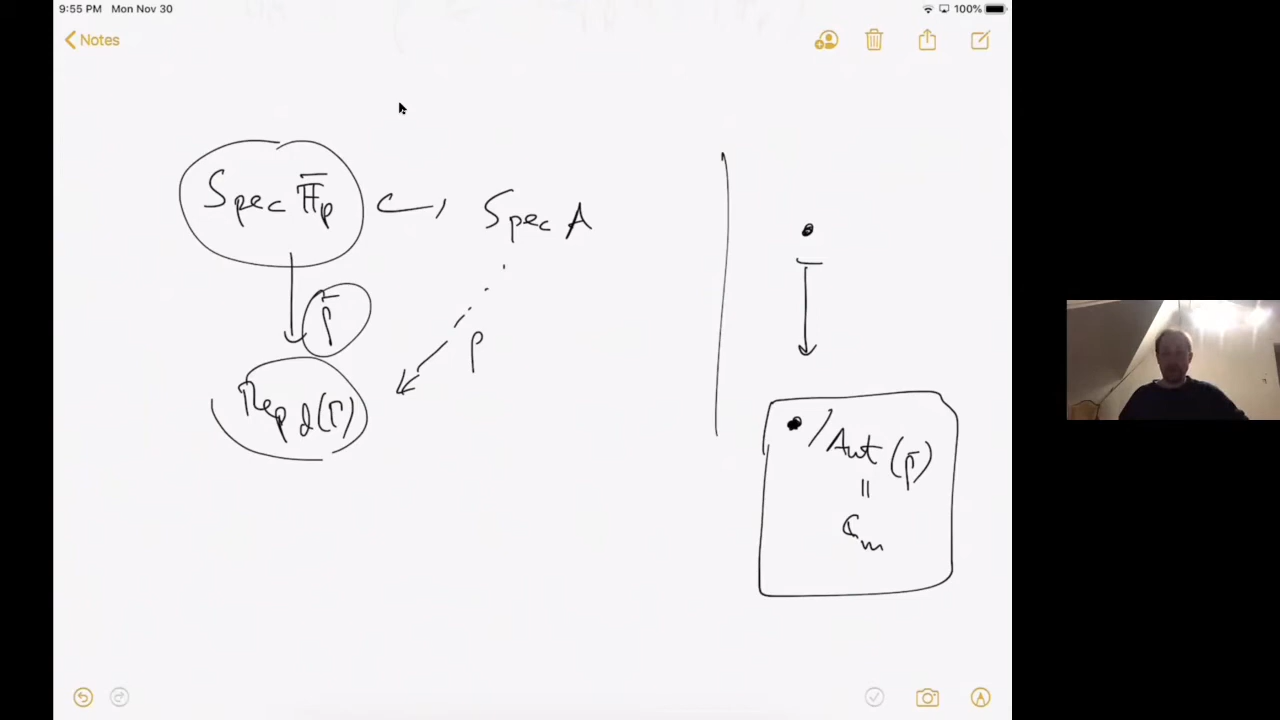 9:55 PM Mon Nov 30
100%
Notes
Spec F̄p ↪ Spec A
ρ̄
ρ
Rep d(Γ)
• / Aut(ρ̄)
=
Gm